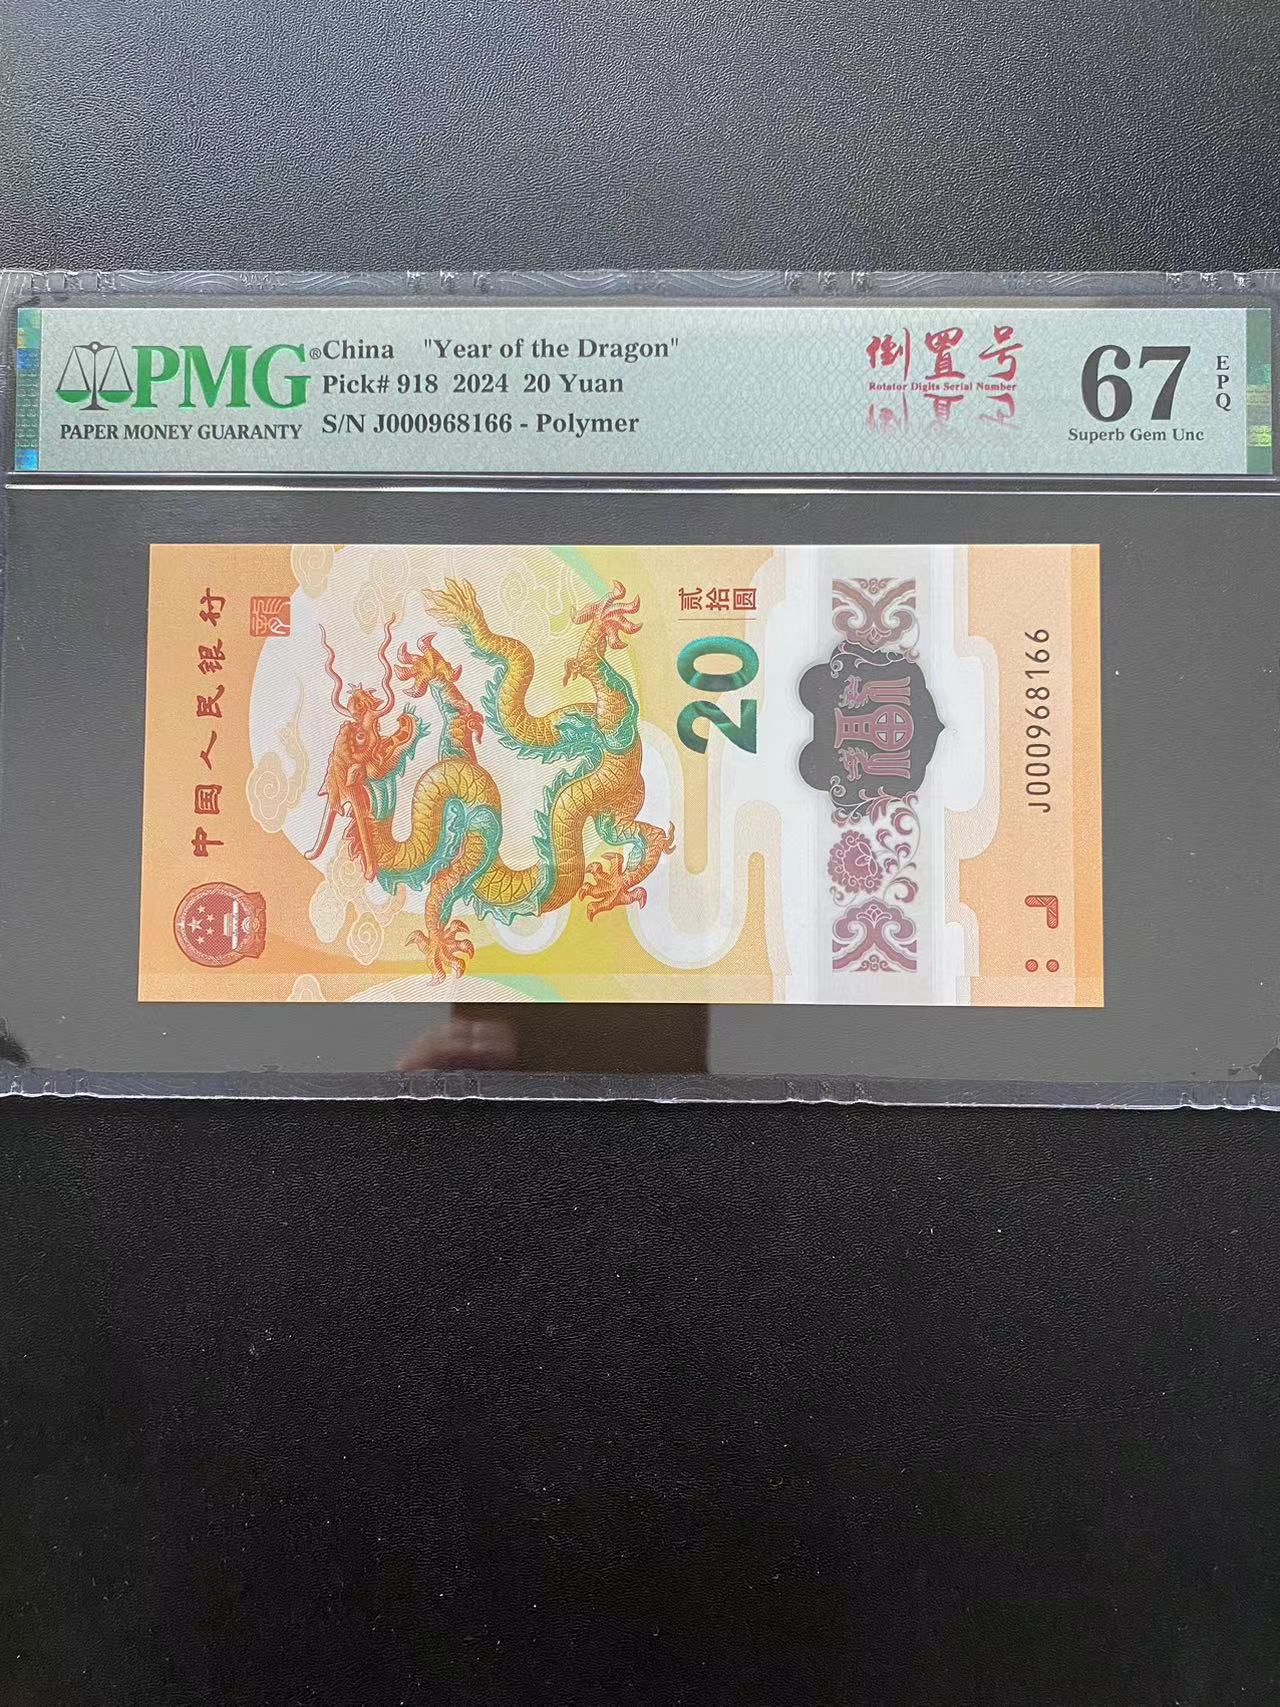 PMG®
PAPER MONEY GUARANTY
China "Year of the Dragon"
Pick# 918 2024 20 Yuan
S/N J000968166 - Polymer
倒置号
Rotator Digits Serial Number
67
EPQ
Superb Gem Unc
中国人民银行
贰拾圆
20
福
J000968166